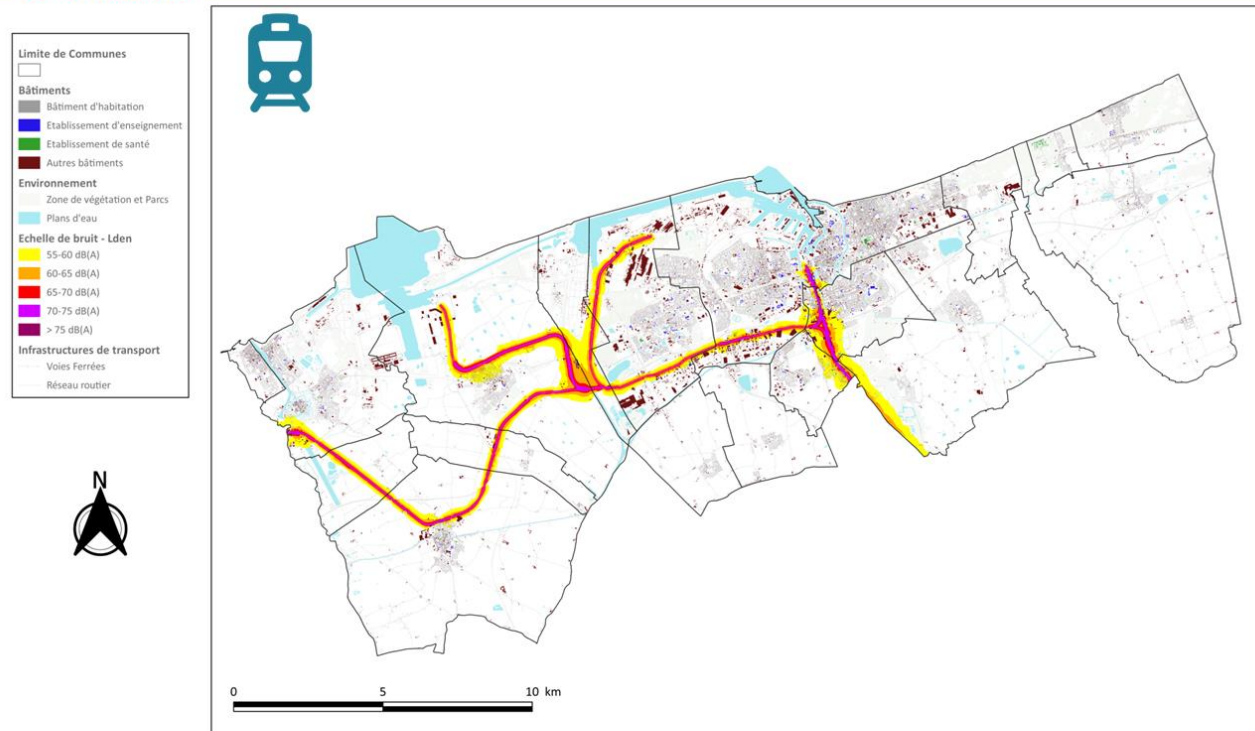 Limite de Communes
Bâtiments
Bâtiment d'habitation
Etablissement d'enseignement
Etablissement de santé
Autres bâtiments
Environnement
Zone de végétation et Parcs
Plans d'eau
Echelle de bruit - Lden
55-60 dB(A)
60-65 dB(A)
65-70 dB(A)
70-75 dB(A)
> 75 dB(A)
Infrastructures de transport
Voies Ferrées
Réseau routier
N
0 5 10 km